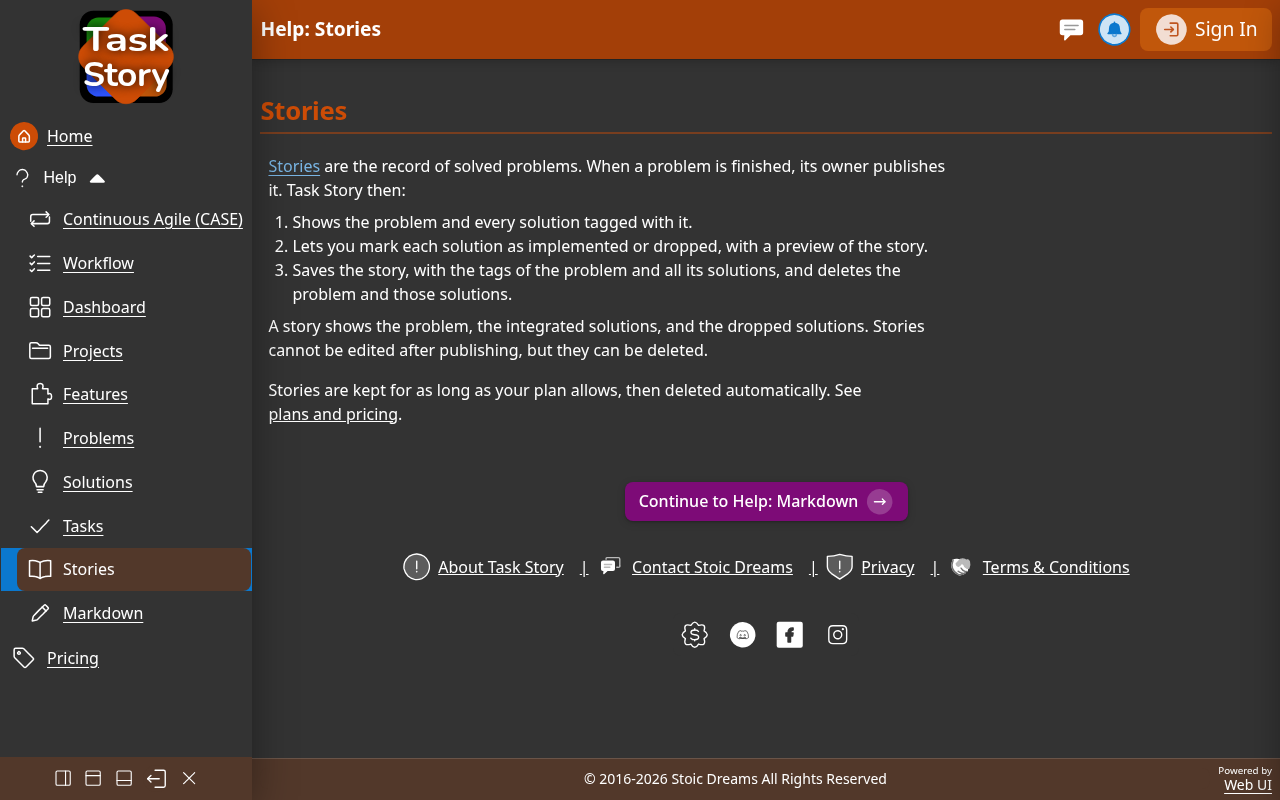 Task
Story
Help: Stories
Sign In
Home
Help
Continuous Agile (CASE)
Workflow
Dashboard
Projects
Features
Problems
Solutions
Tasks
Stories
Markdown
Pricing
Stories
Stories are the record of solved problems. When a problem is finished, its owner publishes
it. Task Story then:
1. Shows the problem and every solution tagged with it.
2. Lets you mark each solution as implemented or dropped, with a preview of the story.
3. Saves the story, with the tags of the problem and all its solutions, and deletes the
problem and those solutions.
A story shows the problem, the integrated solutions, and the dropped solutions. Stories
cannot be edited after publishing, but they can be deleted.
Stories are kept for as long as your plan allows, then deleted automatically. See
plans and pricing.
Continue to Help: Markdown
About Task Story | Contact Stoic Dreams | Privacy | Terms & Conditions
© 2016-2026 Stoic Dreams All Rights Reserved
Powered by
Web UI